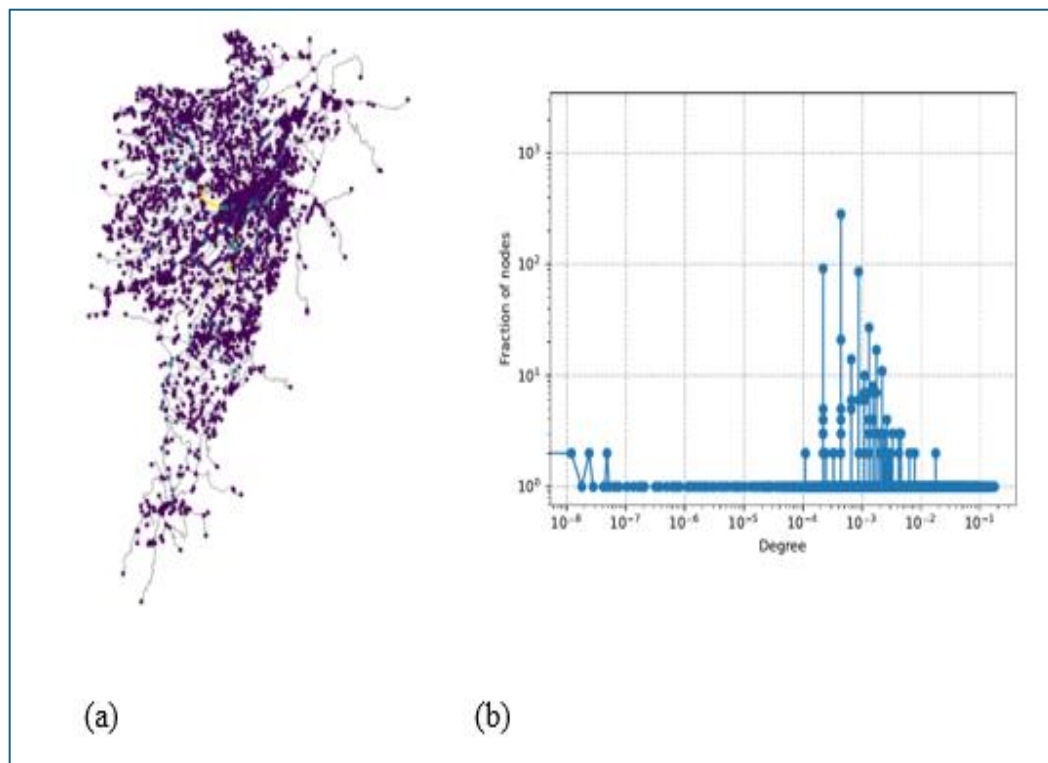 Fraction of nodes
10³
10²
10¹
10⁰
10⁻⁸ 10⁻⁷ 10⁻⁶ 10⁻⁵ 10⁻⁴ 10⁻³ 10⁻² 10⁻¹
Degree
(a) (b)